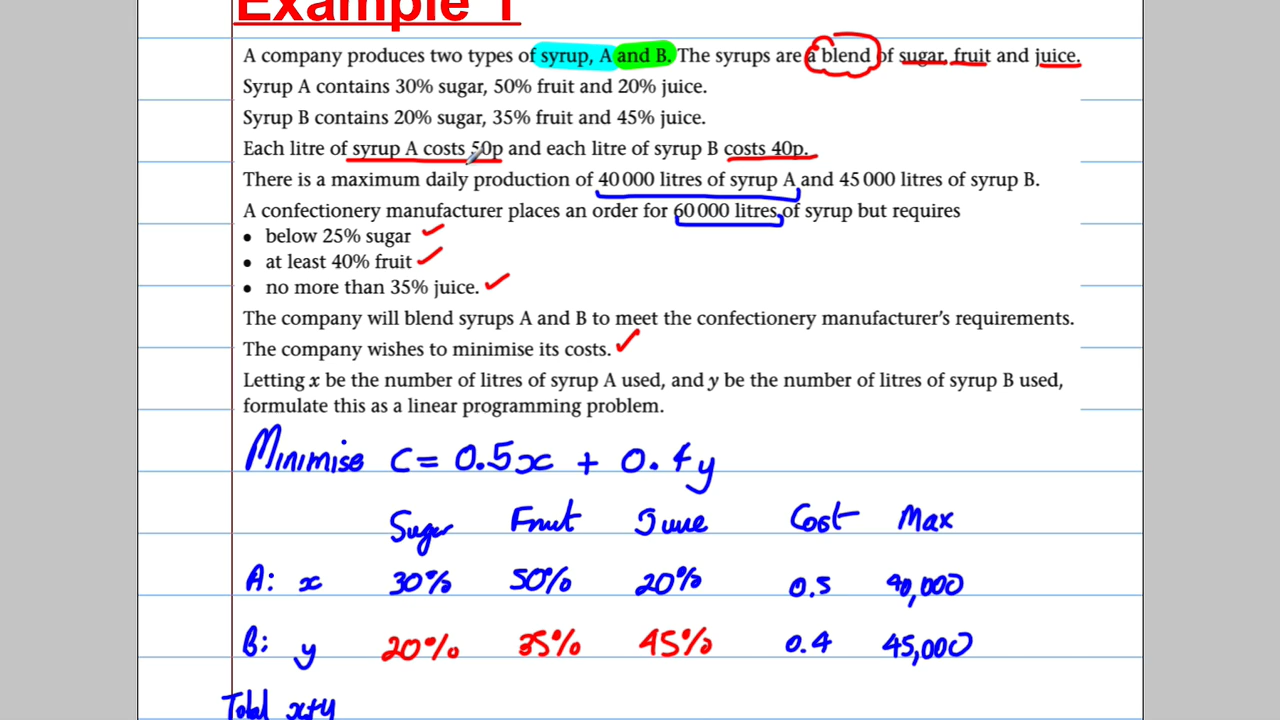 Example 1
A company produces two types of syrup, A and B. The syrups are a blend of sugar, fruit and juice.
Syrup A contains 30% sugar, 50% fruit and 20% juice.
Syrup B contains 20% sugar, 35% fruit and 45% juice.
Each litre of syrup A costs 50p and each litre of syrup B costs 40p.
There is a maximum daily production of 40 000 litres of syrup A and 45 000 litres of syrup B.
A confectionery manufacturer places an order for 60 000 litres of syrup but requires
• below 25% sugar
• at least 40% fruit
• no more than 35% juice.
The company will blend syrups A and B to meet the confectionery manufacturer's requirements.
The company wishes to minimise its costs.
Letting x be the number of litres of syrup A used, and y be the number of litres of syrup B used,
formulate this as a linear programming problem.
Minimise C = 0.5x + 0.4y
Sugar Fruit Juice Cost Max
A: x 30% 50% 20% 0.5 40,000
B: y 20% 35% 45% 0.4 45,000
Total x+y